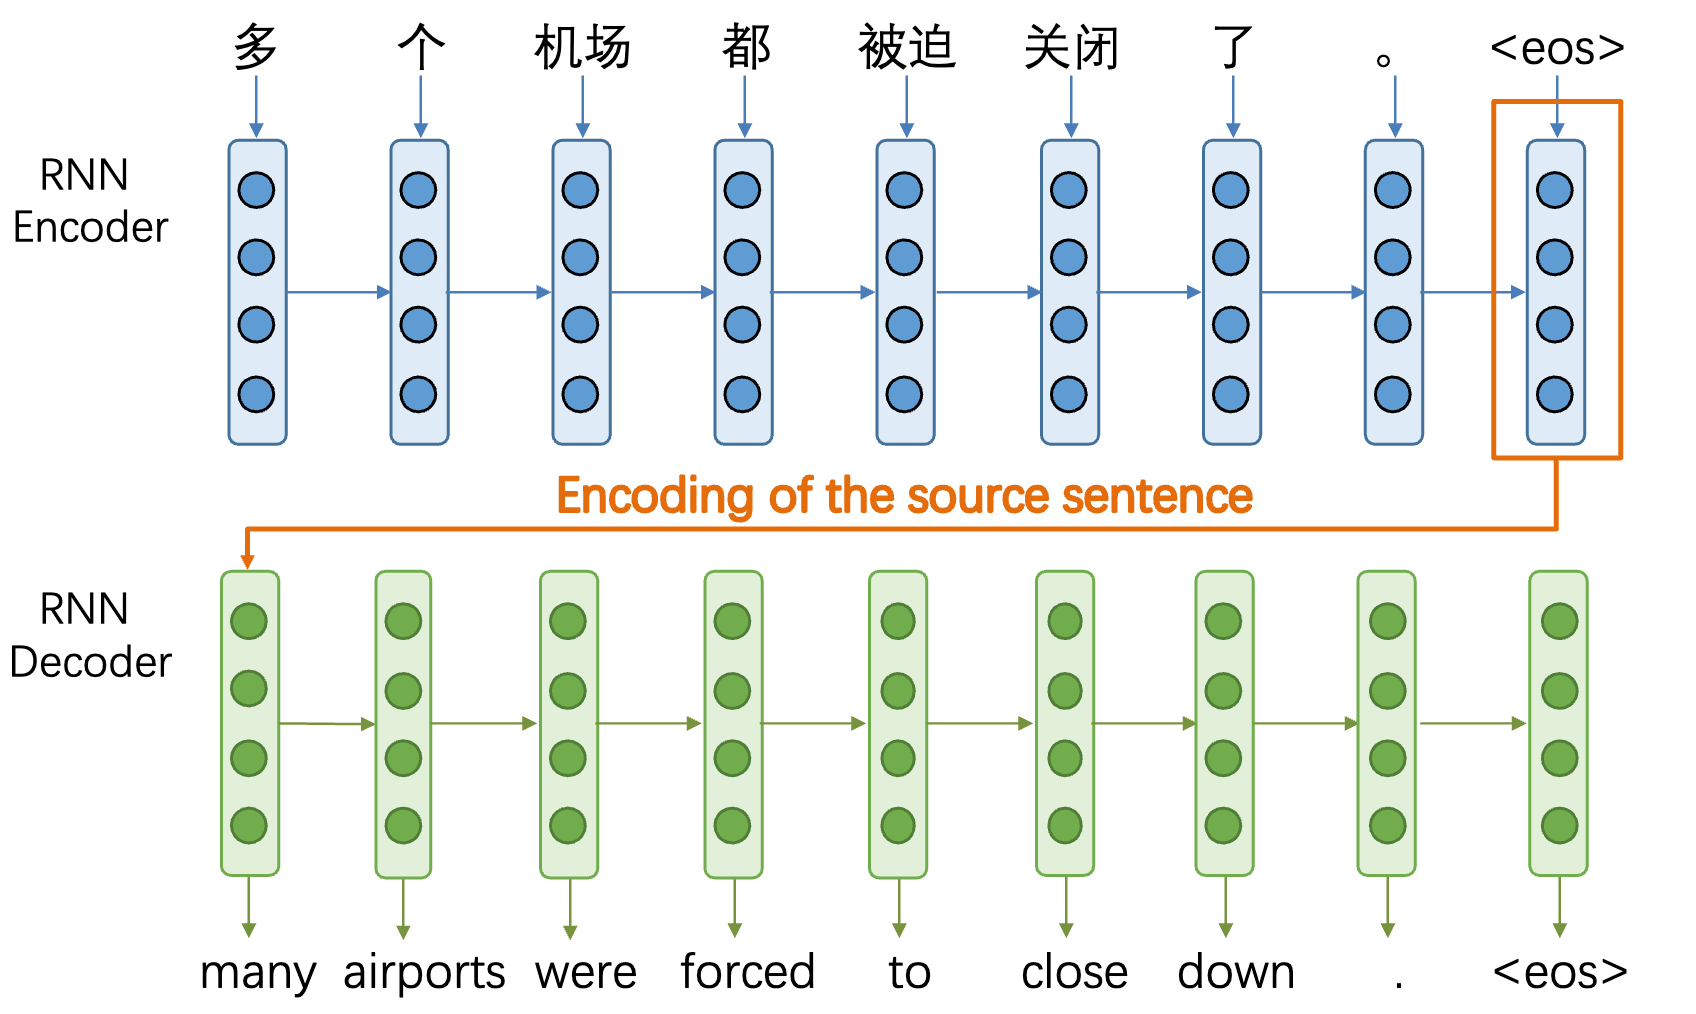 多 个 机场 都 被迫 关闭 了 。 <eos>
RNN
Encoder
Encoding of the source sentence
RNN
Decoder
many airports were forced to close down . <eos>